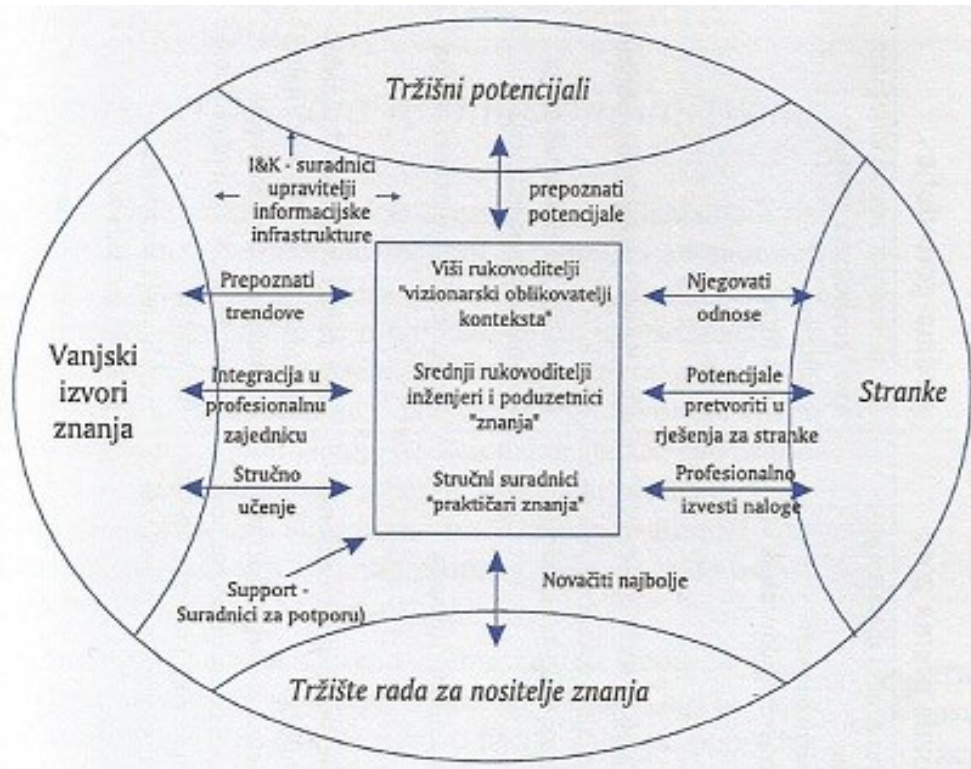 Tržišni potencijali
I&K - suradnici
upravitelji
informacijske
infrastrukture
prepoznati
potencijale
Viši rukovoditelji
"vizionarski oblikovatelji
konteksta"
Prepoznati
trendove
Njegovati
odnose
Vanjski
izvori
znanja
Integracija u
profesionalnu
zajednicu
Srednji rukovoditelji
inženjeri i poduzetnici
"znanja"
Potencijale
pretvoriti u
rješenja za stranke
Stranke
Stručno
učenje
Stručni suradnici
"praktičari znanja"
Profesionalno
izvesti naloge
Support -
Suradnici za potporu)
Novačiti najbolje
Tržište rada za nositelje znanja